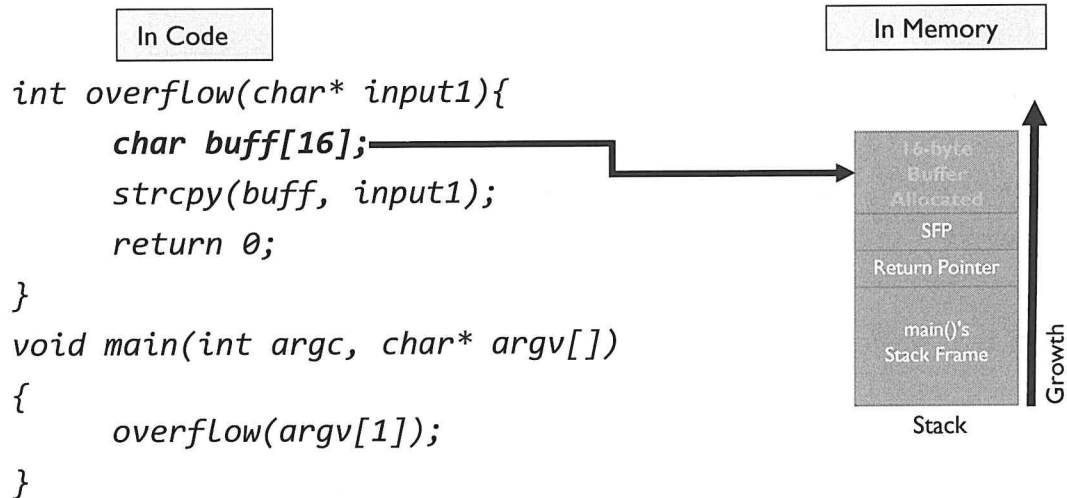 In Code
In Memory
int overflow(char* input1){
char buff[16];
strcpy(buff, input1);
return 0;
}
void main(int argc, char* argv[])
{
overflow(argv[1]);
}
16-byte
Buffer
Allocated
SFP
Return Pointer
main()'s
Stack Frame
Stack
Growth